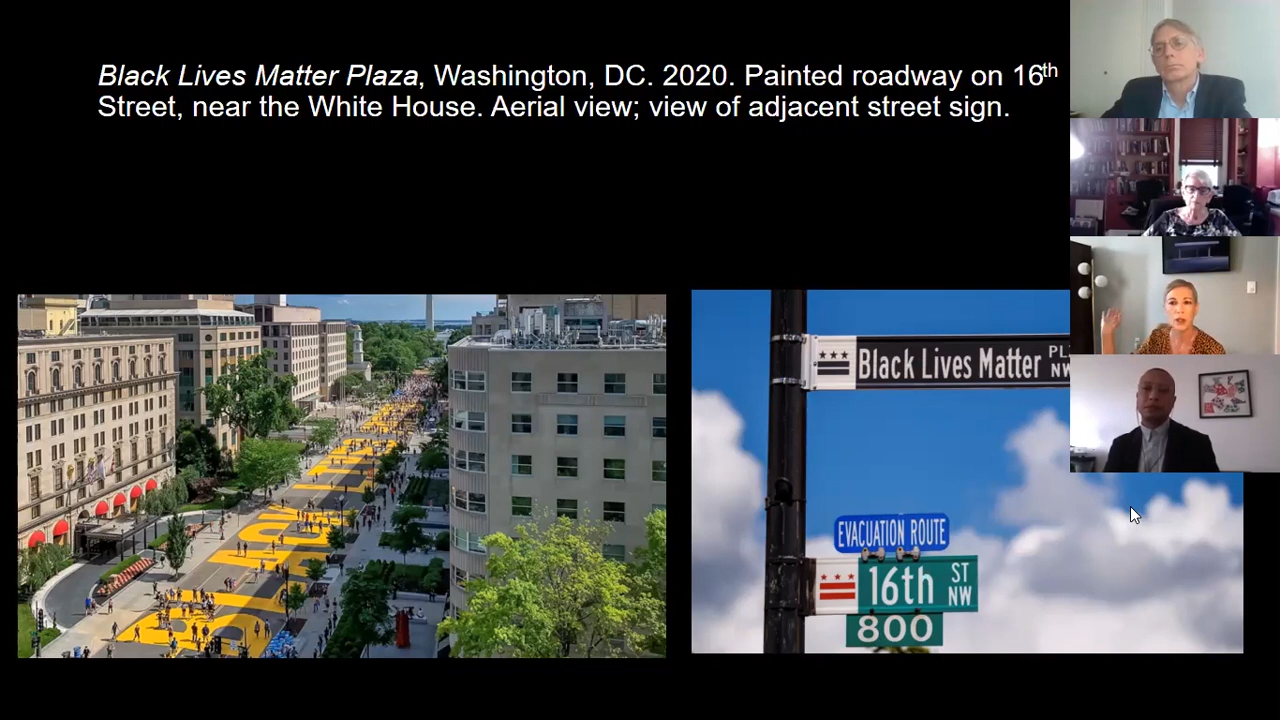 Black Lives Matter Plaza, Washington, DC. 2020. Painted roadway on 16th
Street, near the White House. Aerial view; view of adjacent street sign.
Black Lives Matter PL
NW
EVACUATION ROUTE
16th ST
NW
800